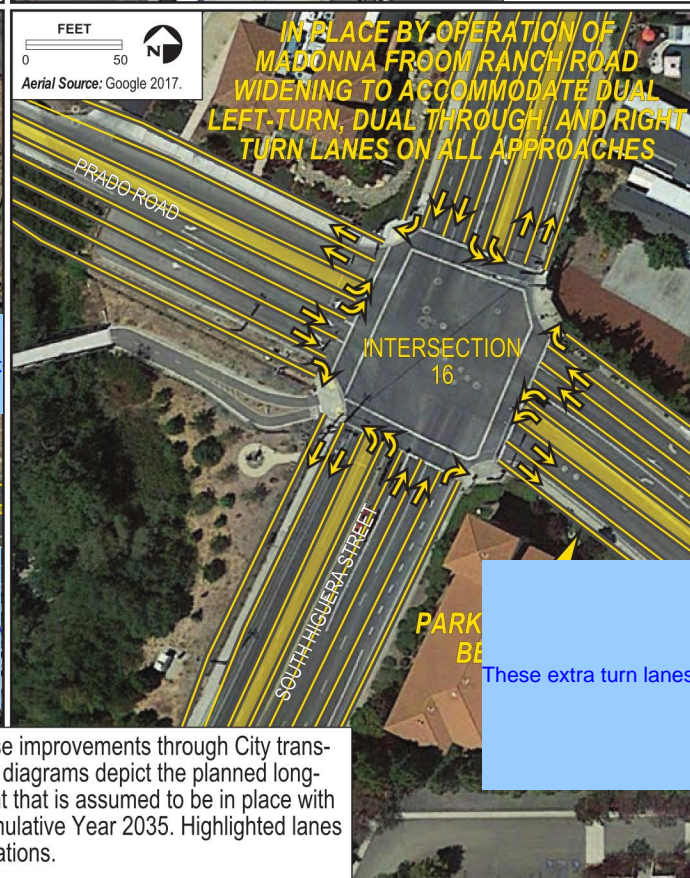 FEET
0 50
N
Aerial Source: Google 2017.
IN PLACE BY OPERATION OF
MADONNA FROOM RANCH ROAD
WIDENING TO ACCOMMODATE DUAL
LEFT-TURN, DUAL THROUGH, AND RIGHT
TURN LANES ON ALL APPROACHES
PRADO ROAD
INTERSECTION
16
SOUTH HIGUERA STREET
PARK
BE
These extra turn lanes
se improvements through City trans-
diagrams depict the planned long-
t that is assumed to be in place with
mulative Year 2035. Highlighted lanes
ations.